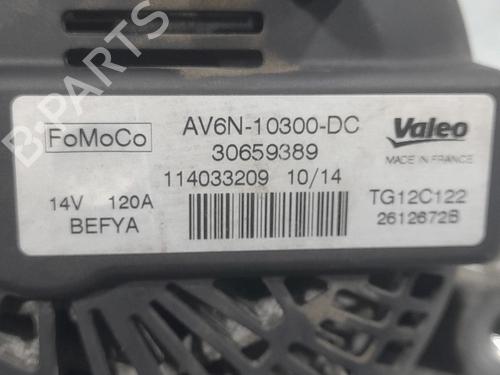 B-PARTS
FoMoCo
AV6N-10300-DC
30659389
114033209 10/14
14V 120A
BEFYA
Valeo
MADE IN FRANCE
TG12C122
2612672B